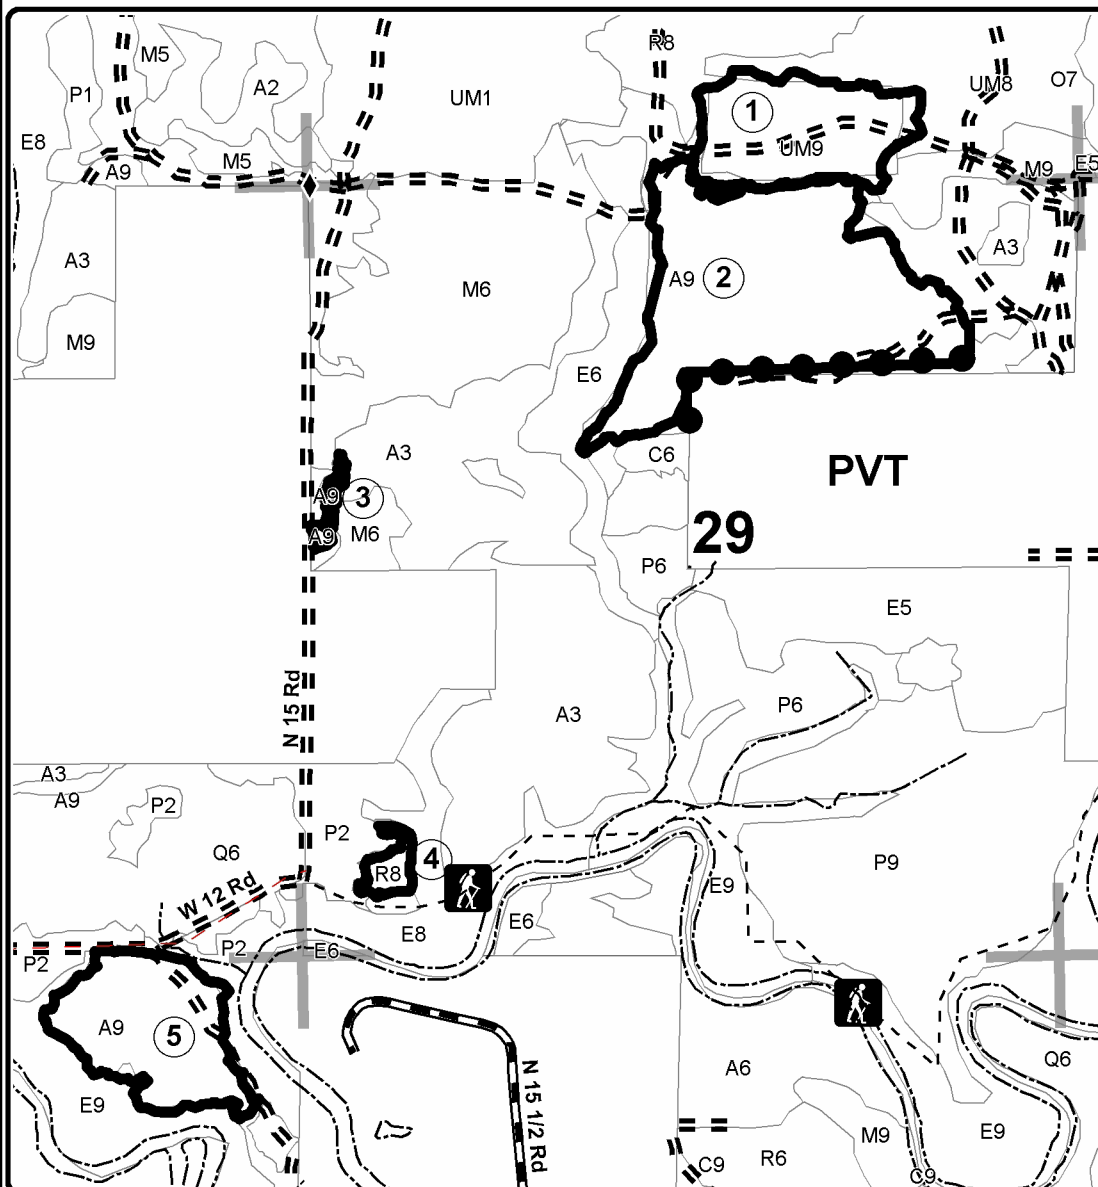 R8
M5
A2
P1
UM1
UM8
O7
1
E8
M5
UM9
A9
M9
E5
A3
A3
M6
A9
2
M9
E6
A3
C6
PVT
A9
3
M6
A9
29
P6
E5
N 15 Rd
A3
P6
A3
A9
P2
P2
Q6
4
R8
P9
W 12 Rd
E9
E6
E8
P2
E6
P2
A9
5
Q6
A6
N 15 1/2 Rd
E9
M9
E9
R6
C9
C9